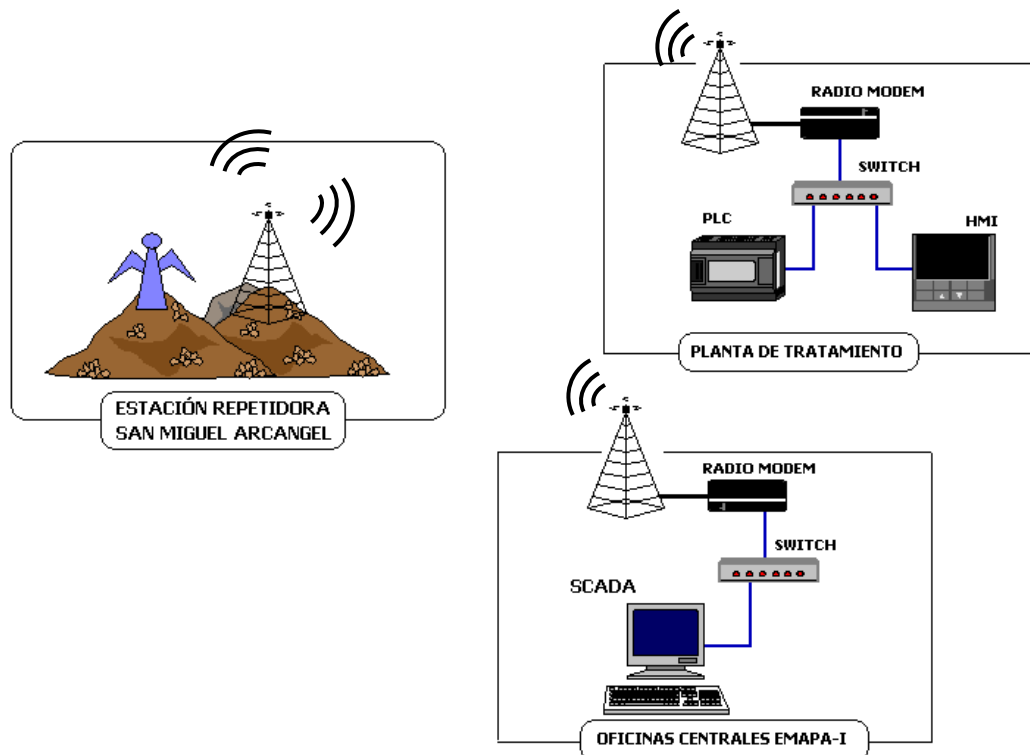 ESTACIÓN REPETIDORA
SAN MIGUEL ARCANGEL
RADIO MODEM
SWITCH
PLC
HMI
PLANTA DE TRATAMIENTO
RADIO MODEM
SWITCH
SCADA
OFICINAS CENTRALES EMAPA-I